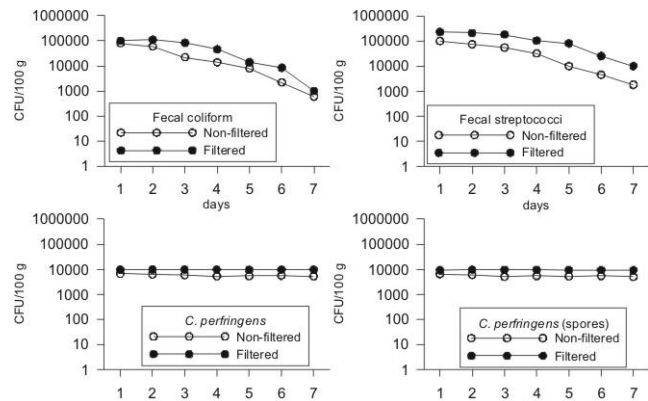 1000000
100000
10000
1000
100
10
1
CFU/100 g
Fecal coliform
Non-filtered
Filtered
1 2 3 4 5 6 7
days
1000000
100000
10000
1000
100
10
1
CFU/100 g
Fecal streptococci
Non-filtered
Filtered
1 2 3 4 5 6 7
days
1000000
100000
10000
1000
100
10
1
CFU/100 g
C. perfringens
Non-filtered
Filtered
1 2 3 4 5 6 7
1000000
100000
10000
1000
100
10
1
CFU/100 g
C. perfringens (spores)
Non-filtered
Filtered
1 2 3 4 5 6 7